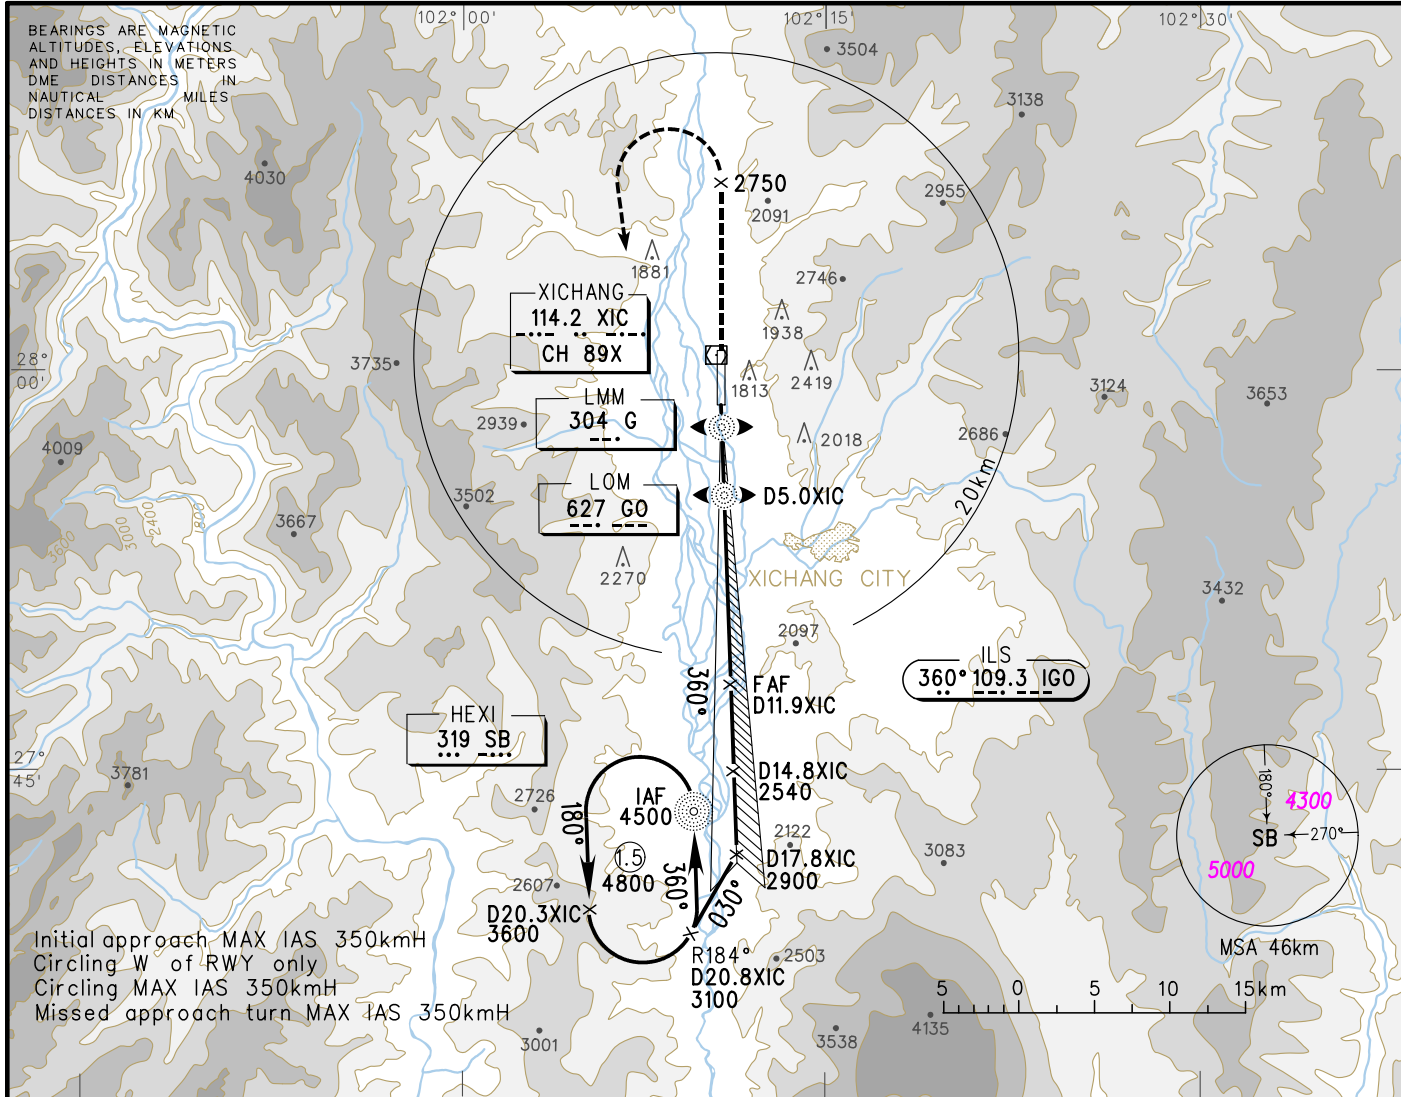 102° 00'
102° 15'
102° 30'
BEARINGS ARE MAGNETIC
ALTITUDES, ELEVATIONS
AND HEIGHTS IN METERS
DME DISTANCES IN
NAUTICAL MILES
DISTANCES IN KM
3504
3138
4030
2750
2955
2091
1881
2746
XICHANG
114.2 XIC
CH 89X
1938
28°
00'
3735
2419
1813
3124
3653
LMM
304 G
2939
2018
2686
4009
20km
LOM
627 GO
D5.0XIC
3502
3600
3000
2400
1800
3667
2270
XICHANG CITY
3432
2097
ILS
360° 109.3 IGO
360°
FAF
D11.9XIC
HEXI
319 SB
27°
45'
3781
D14.8XIC
2540
180°
4300
SB
270°
5000
MSA 46km
2726
IAF
4500
180°
2122
1.5
4800
360°
D17.8XIC
2900
3083
2607
030°
D20.3XIC
3600
R184°
D20.8XIC
3100
2503
Initial approach MAX IAS 350kmH
Circling W of RWY only
Circling MAX IAS 350kmH
Missed approach turn MAX IAS 350kmH
5 0 5 10 15km
3001
3538
4135